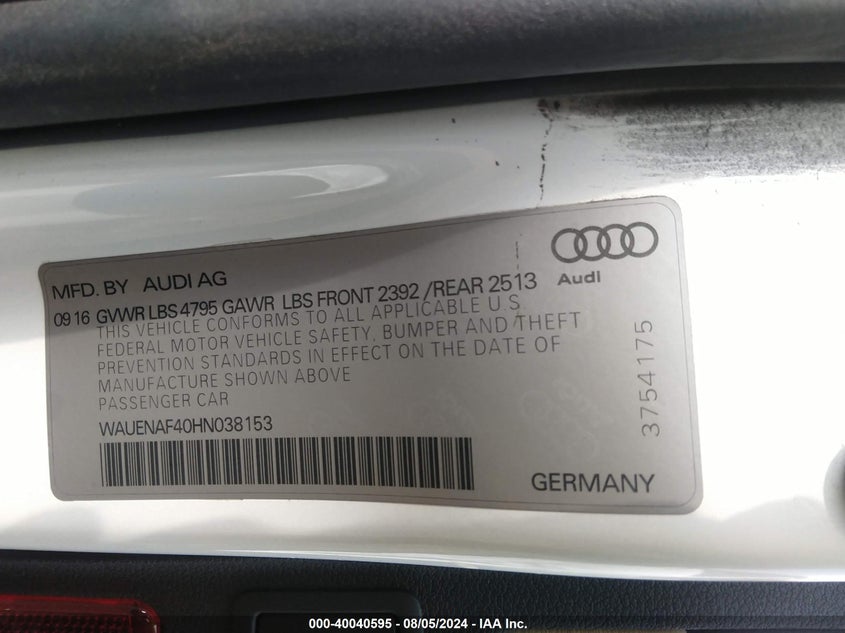 MFD. BY AUDI AG
Audi
09 16 GVWR LBS 4795 GAWR LBS FRONT 2392 /REAR 2513
THIS VEHICLE CONFORMS TO ALL APPLICABLE U.S.
FEDERAL MOTOR VEHICLE SAFETY, BUMPER AND THEFT
PREVENTION STANDARDS IN EFFECT ON THE DATE OF
MANUFACTURE SHOWN ABOVE
PASSENGER CAR
WAUENAF40HN038153
3754175
GERMANY
000-40040595 - 08/05/2024 - IAA Inc.